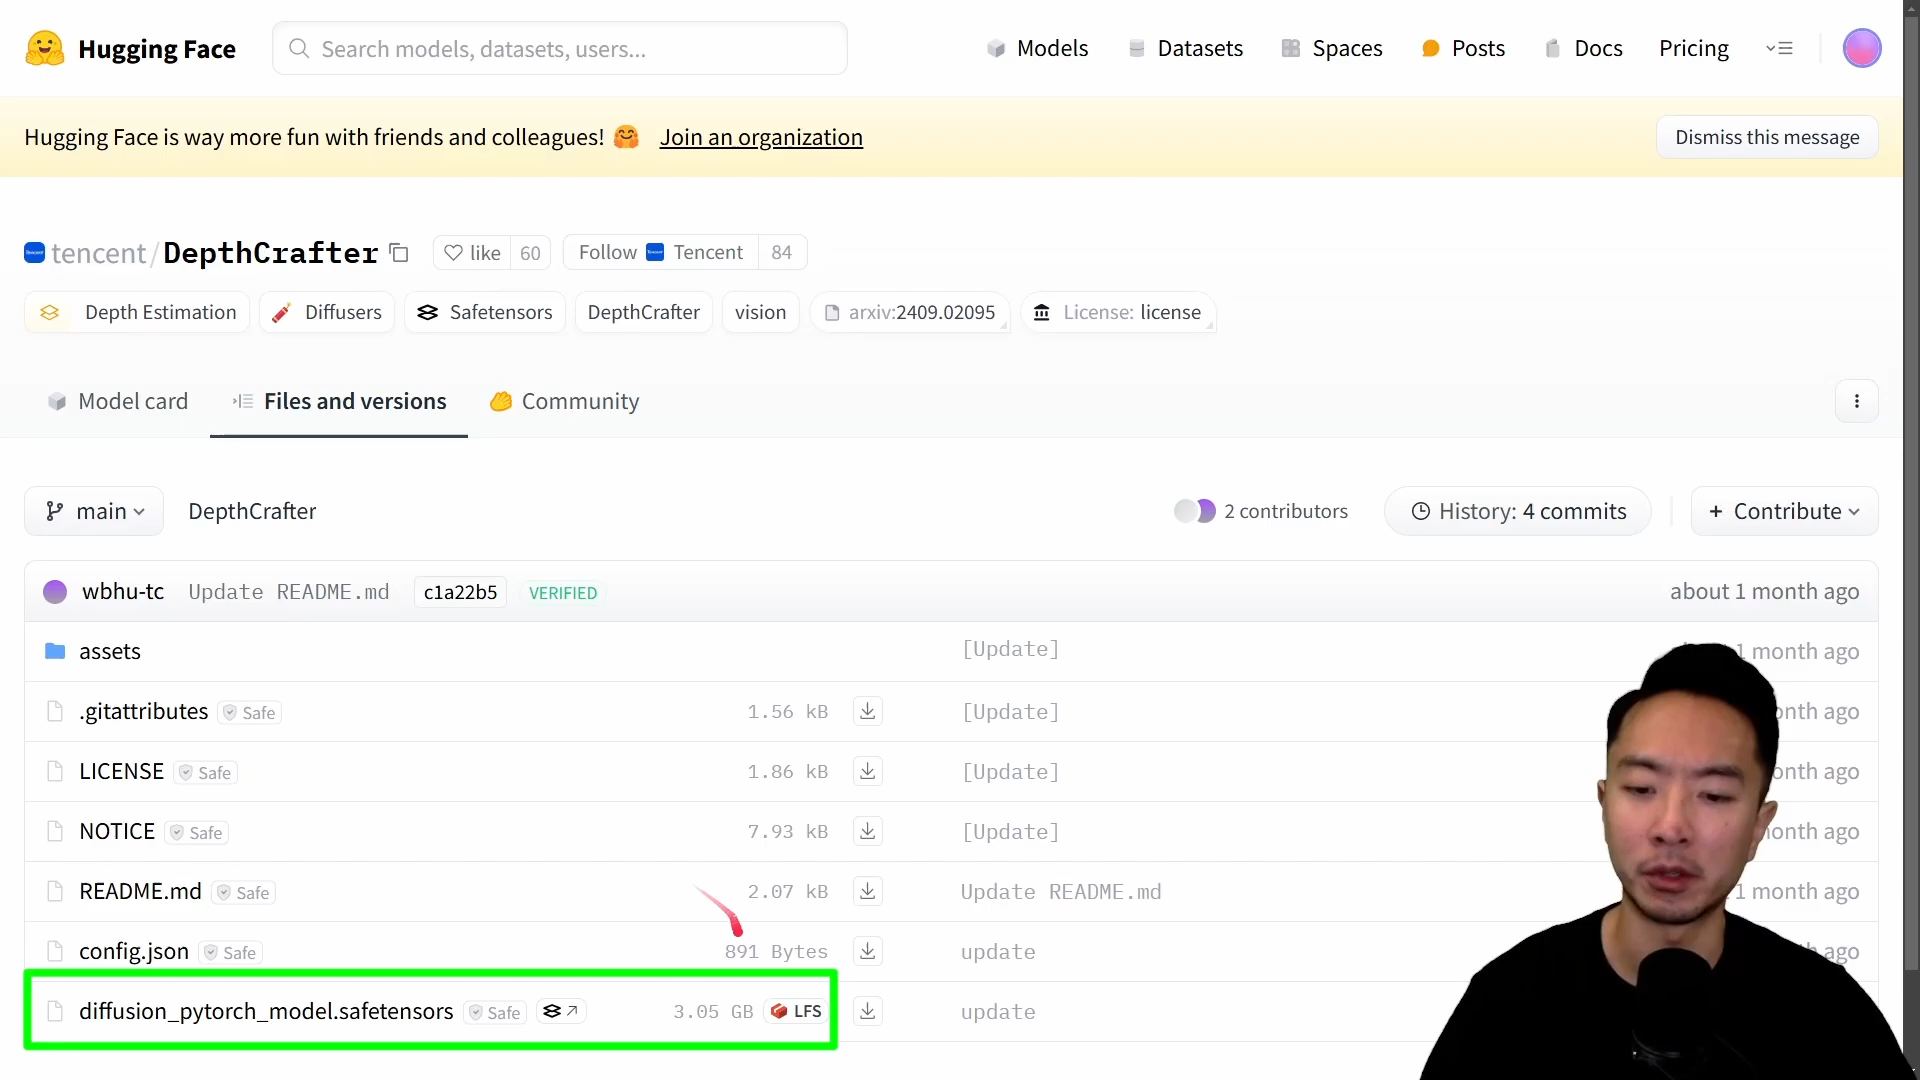 Hugging Face
Search models, datasets, users...
Models
Datasets
Spaces
Posts
Docs
Pricing
Hugging Face is way more fun with friends and colleagues! 🤗 Join an organization
Dismiss this message
tencent/DepthCrafter
like 60
Follow Tencent 84
Depth Estimation
Diffusers
Safetensors
DepthCrafter
vision
arxiv:2409.02095
License: license
Model card
Files and versions
Community
main
DepthCrafter
2 contributors
History: 4 commits
+ Contribute
wbhu-tc Update README.md c1a22b5 VERIFIED about 1 month ago
assets [Update] 1 month ago
.gitattributes Safe 1.56 kB [Update] ago
LICENSE Safe 1.86 kB [Update] ago
NOTICE Safe 7.93 kB [Update] ago
README.md Safe 2.07 kB Update README.md 1 month ago
config.json Safe 891 Bytes update ago
diffusion_pytorch_model.safetensors Safe 3.05 GB LFS update